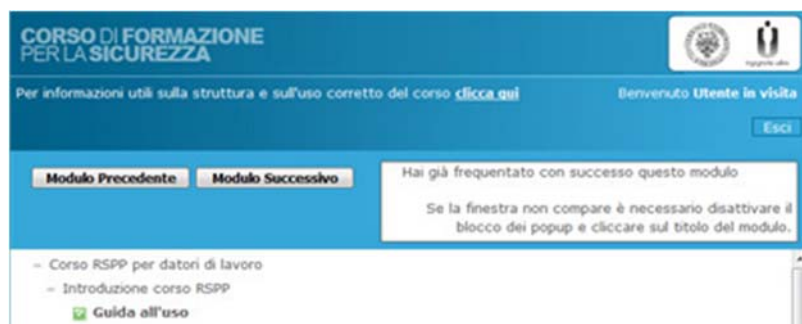 CORSO DI FORMAZIONE
PER LA SICUREZZA
Per informazioni utili sulla struttura e sull'uso corretto del corso clicca qui
Benvenuto Utente in visita
Esci
Modulo Precedente
Modulo Successivo
Hai già frequentato con successo questo modulo
Se la finestra non compare è necessario disattivare il
blocco dei popup e cliccare sul titolo del modulo.
– Corso RSPP per datori di lavoro
– Introduzione corso RSPP
Guida all'uso